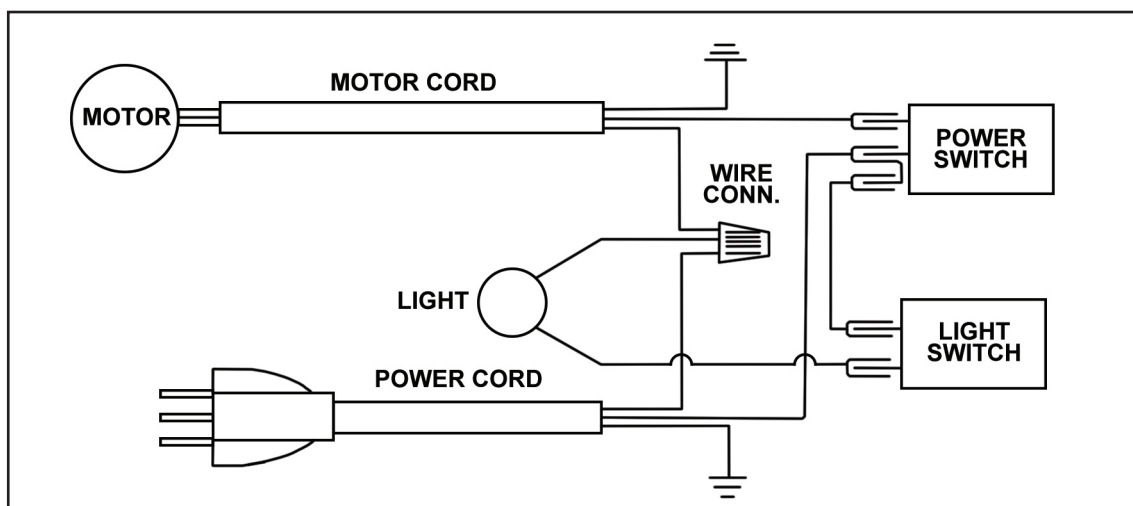 MOTOR CORD
MOTOR
POWER
SWITCH
WIRE
CONN.
LIGHT
LIGHT
SWITCH
POWER CORD